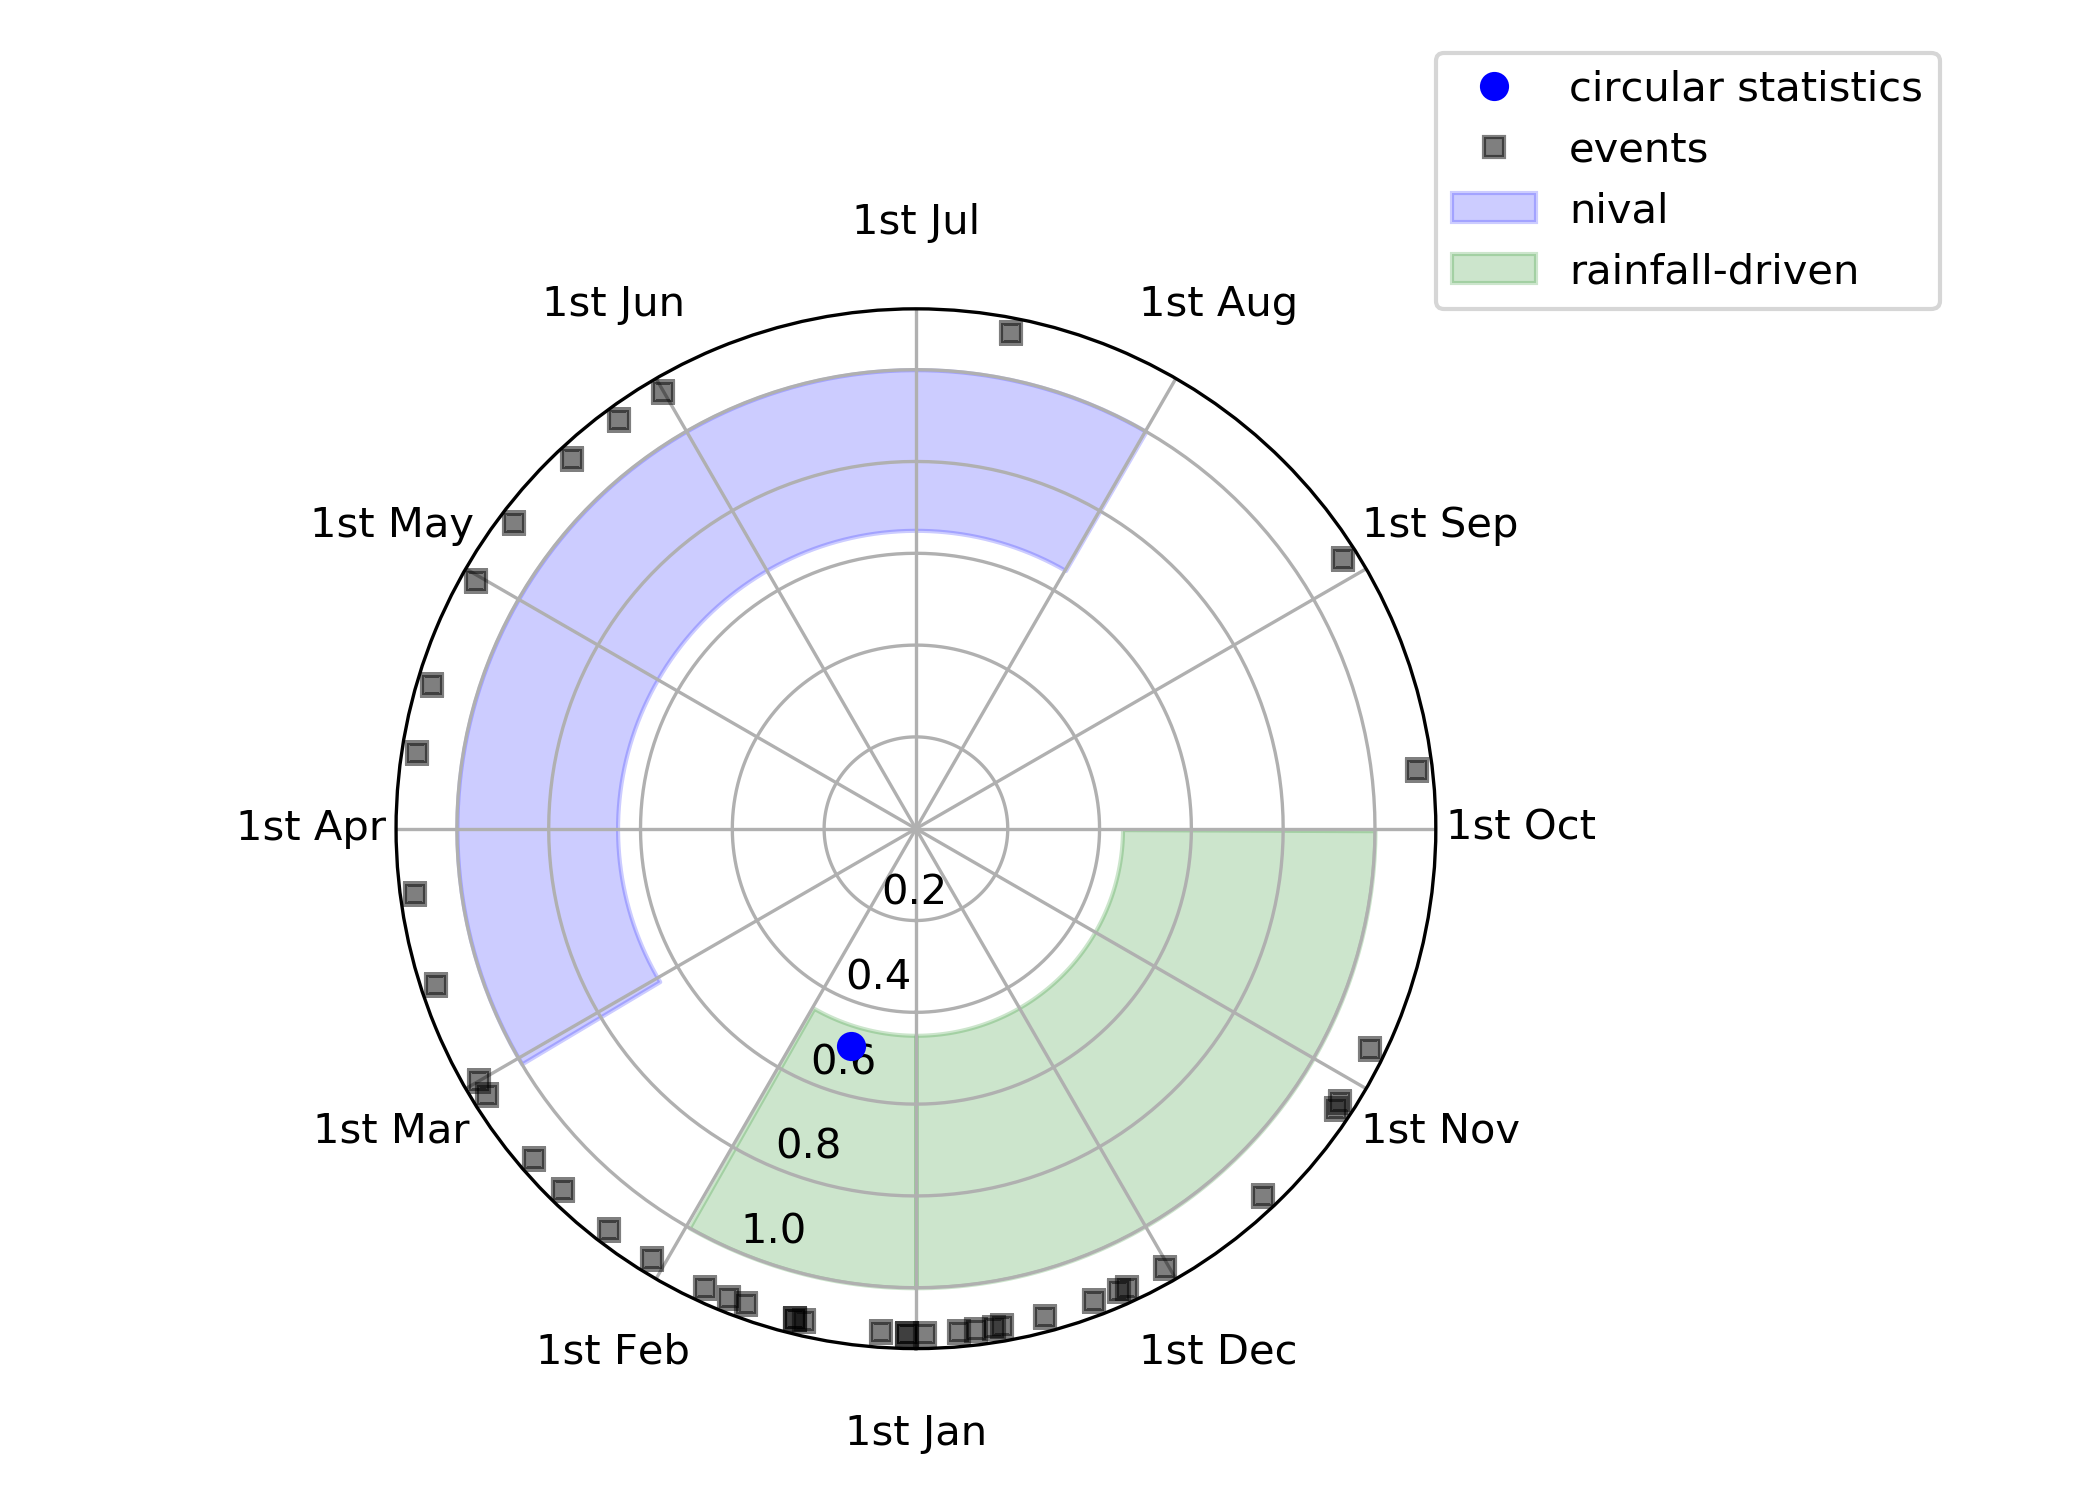 circular statistics
events
nival
rainfall-driven
1st Jul
1st Jun
1st Aug
1st May
1st Sep
1st Apr
1st Oct
0.2
0.4
0.6
0.8
1.0
1st Mar
1st Nov
1st Feb
1st Dec
1st Jan